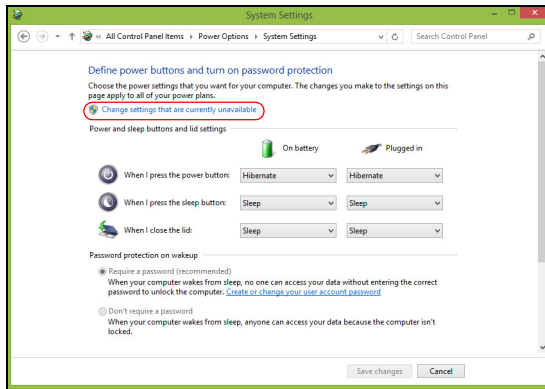 System Settings
« All Control Panel Items ▸ Power Options ▸ System Settings
Search Control Panel
Define power buttons and turn on password protection
Choose the power settings that you want for your computer. The changes you make to the settings on this
page apply to all of your power plans.
Change settings that are currently unavailable
Power and sleep buttons and lid settings
On battery Plugged in
When I press the power button: Hibernate Hibernate
When I press the sleep button: Sleep Sleep
When I close the lid: Sleep Sleep
Password protection on wakeup
Require a password (recommended)
When your computer wakes from sleep, no one can access your data without entering the correct
password to unlock the computer. Create or change your user account password
Don't require a password
When your computer wakes from sleep, anyone can access your data because the computer isn't
locked.
Save changes Cancel